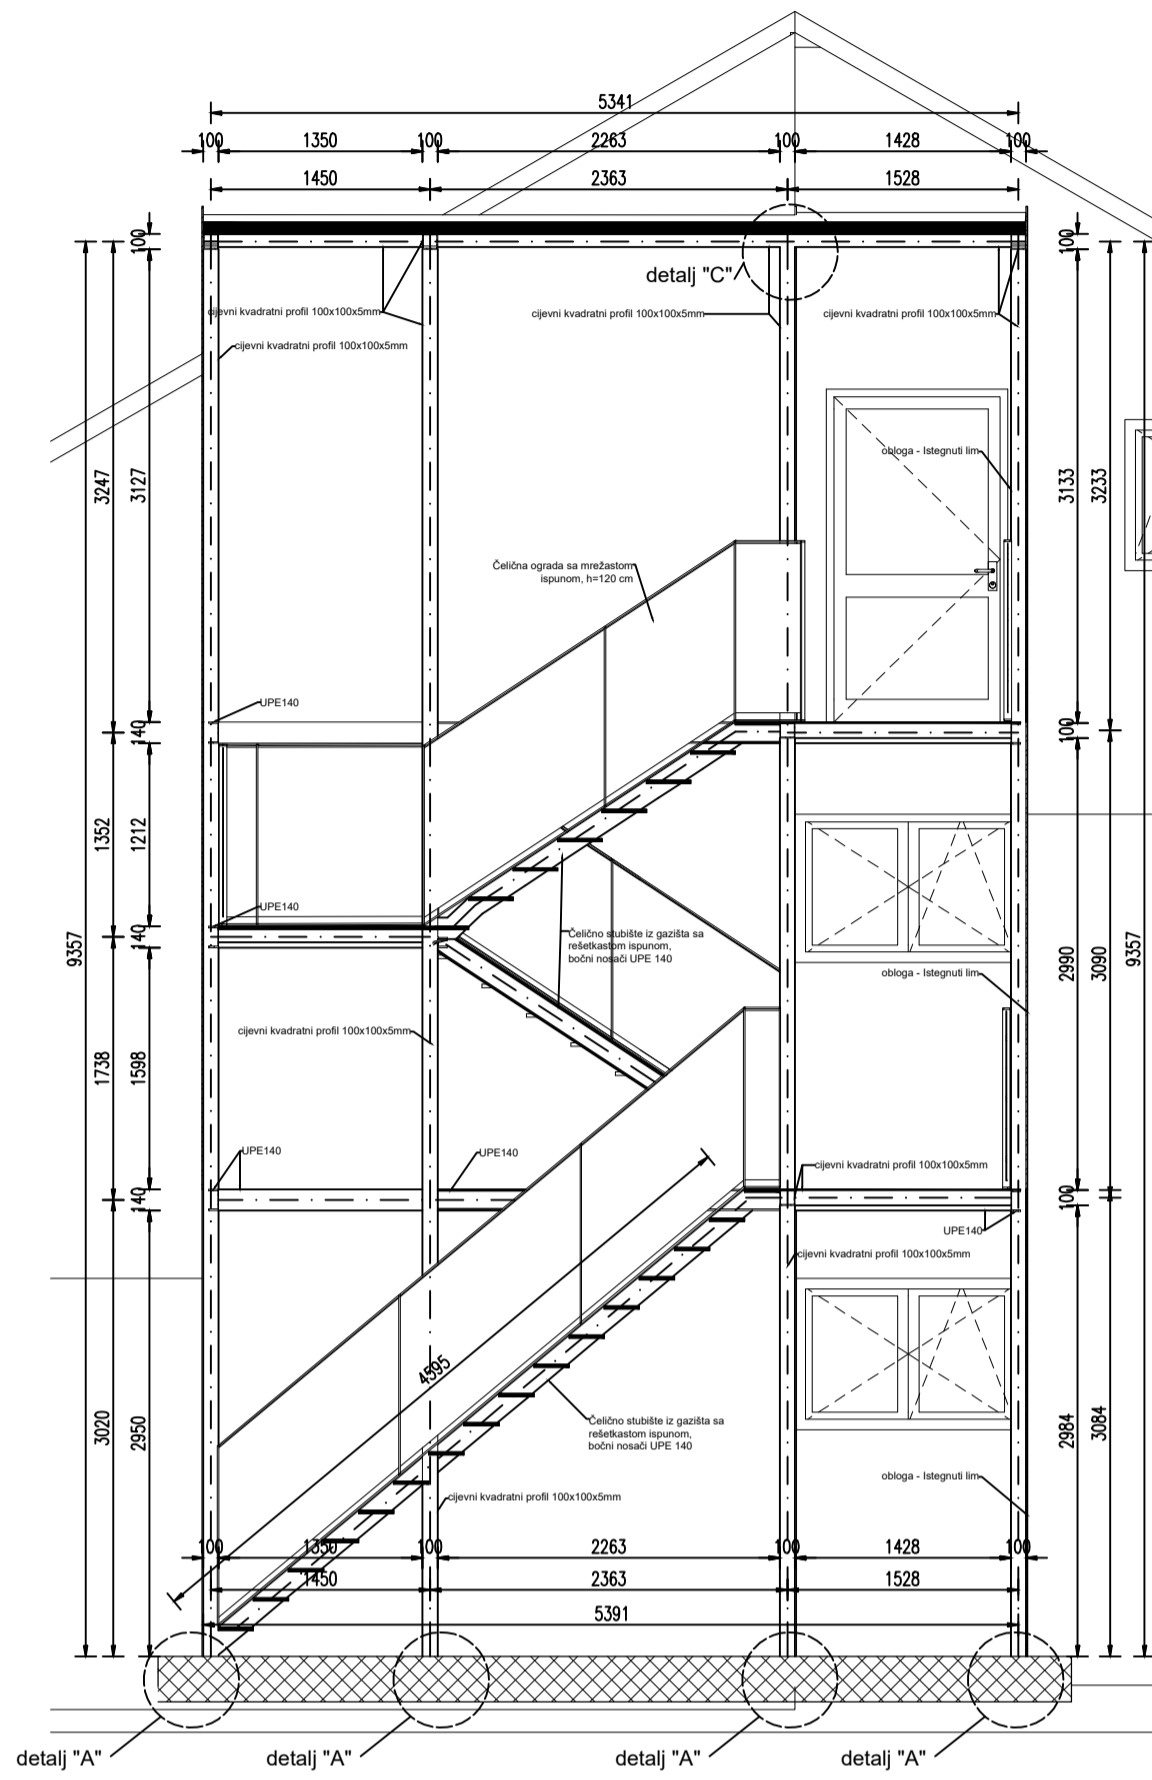 5341
100 1350 100 2263 100 1428 100
1450 2363 1528
100
100
detalj "C"
cijevni kvadratni profil 100x100x5mm
cijevni kvadratni profil 100x100x5mm
cijevni kvadratni profil 100x100x5mm
cijevni kvadratni profil 100x100x5mm
obloga - Istegnuti lim
3247
3127
3133
3233
Čelična ograda sa mrežastom
ispunom, h=120 cm
UPE140
140
100
1352
1212
UPE140
9357
140
Čelično stubište iz gazišta sa
rešetkastom ispunom,
bočni nosači UPE 140
2990
3090
9357
obloga - Istegnuti lim
cijevni kvadratni profil 100x100x5mm
1738
1598
UPE140
UPE140
cijevni kvadratni profil 100x100x5mm
140
100
UPE140
cijevni kvadratni profil 100x100x5mm
4595
3020
2950
Čelično stubište iz gazišta sa
rešetkastom ispunom,
bočni nosači UPE 140
2984
3084
obloga - Istegnuti lim
cijevni kvadratni profil 100x100x5mm
100 1350 100 2263 100 1428 100
1450 2363 1528
5391
detalj "A" detalj "A" detalj "A" detalj "A"